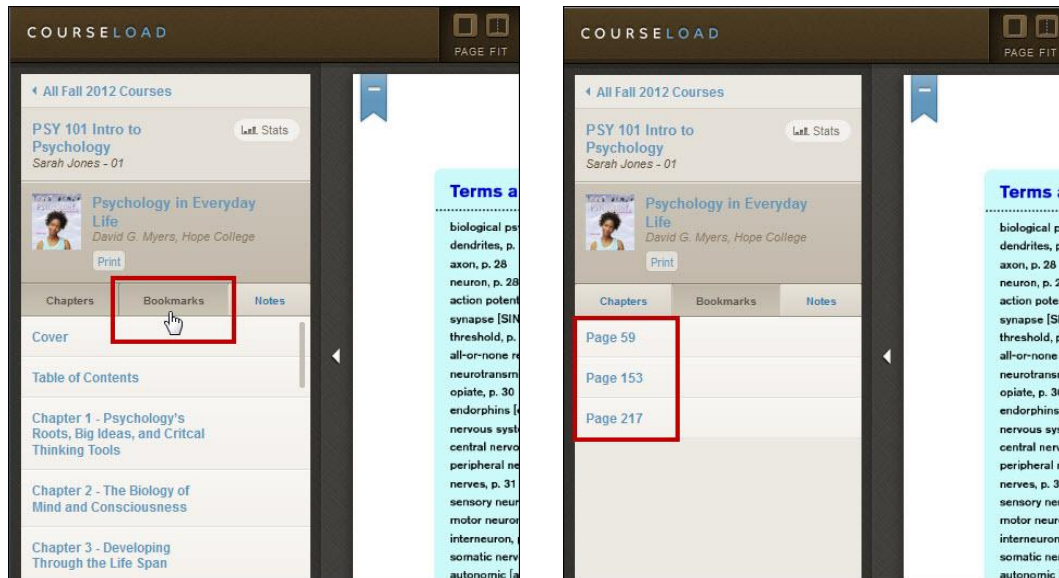 COURSELOAD
PAGE FIT
All Fall 2012 Courses
PSY 101 Intro to
Psychology
Stats
Sarah Jones - 01
Psychology in Everyday
Life
David G. Myers, Hope College
Print
Chapters Bookmarks Notes
Cover
Table of Contents
Chapter 1 - Psychology's
Roots, Big Ideas, and Critcal
Thinking Tools
Chapter 2 - The Biology of
Mind and Consciousness
Chapter 3 - Developing
Through the Life Span
Terms a
biological psy
dendrites, p.
axon, p. 28
neuron, p. 28
action potent
synapse [SIN
threshold, p.
all-or-none re
neurotransm
opiate, p. 30
endorphins [e
nervous syste
central nervo
peripheral ne
nerves, p. 31
sensory neur
motor neuron
interneuron, p
somatic nerv
autonomic [a
COURSELOAD
PAGE FIT
All Fall 2012 Courses
PSY 101 Intro to
Psychology
Stats
Sarah Jones - 01
Psychology in Everyday
Life
David G. Myers, Hope College
Print
Chapters Bookmarks Notes
Page 59
Page 153
Page 217
Terms
biological p
dendrites, p
axon, p. 28
neuron, p. 2
action pote
synapse [SI
threshold, p
all-or-none
neurotrans
opiate, p. 3
endorphins
nervous sys
central nerv
peripheral
nerves, p. 3
sensory ne
motor neur
interneuron
somatic ne
autonomic